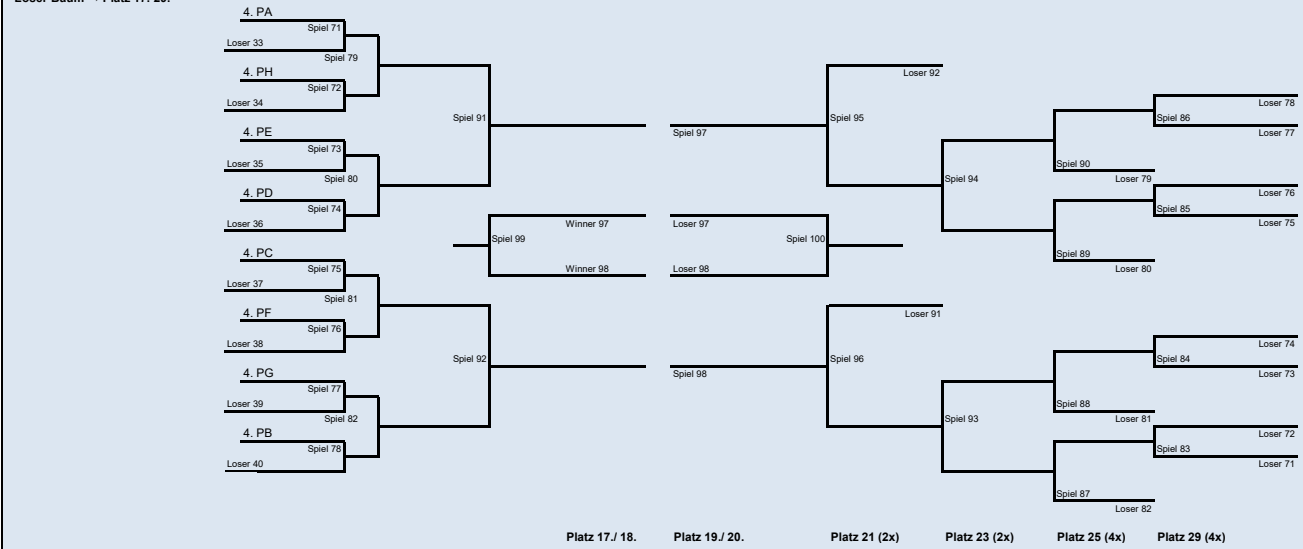 4. PA
Spiel 71
Loser 33
Spiel 79
4. PH
Spiel 72
Loser 34
Spiel 91
4. PE
Spiel 73
Loser 35
Spiel 80
4. PD
Spiel 74
Loser 36
4. PC
Spiel 75
Loser 37
Spiel 81
4. PF
Spiel 76
Loser 38
Spiel 92
4. PG
Spiel 77
Loser 39
Spiel 82
4. PB
Spiel 78
Loser 40
Spiel 99
Winner 97
Winner 98
Spiel 97
Loser 97
Spiel 100
Loser 98
Spiel 98
Loser 92
Spiel 95
Spiel 94
Loser 91
Spiel 96
Spiel 93
Loser 78
Spiel 86
Loser 77
Spiel 90
Loser 79
Loser 76
Spiel 85
Loser 75
Spiel 89
Loser 80
Loser 74
Spiel 84
Loser 73
Spiel 88
Loser 81
Loser 72
Spiel 83
Loser 71
Spiel 87
Loser 82
Platz 17./ 18.
Platz 19./ 20.
Platz 21 (2x)
Platz 23 (2x)
Platz 25 (4x)
Platz 29 (4x)